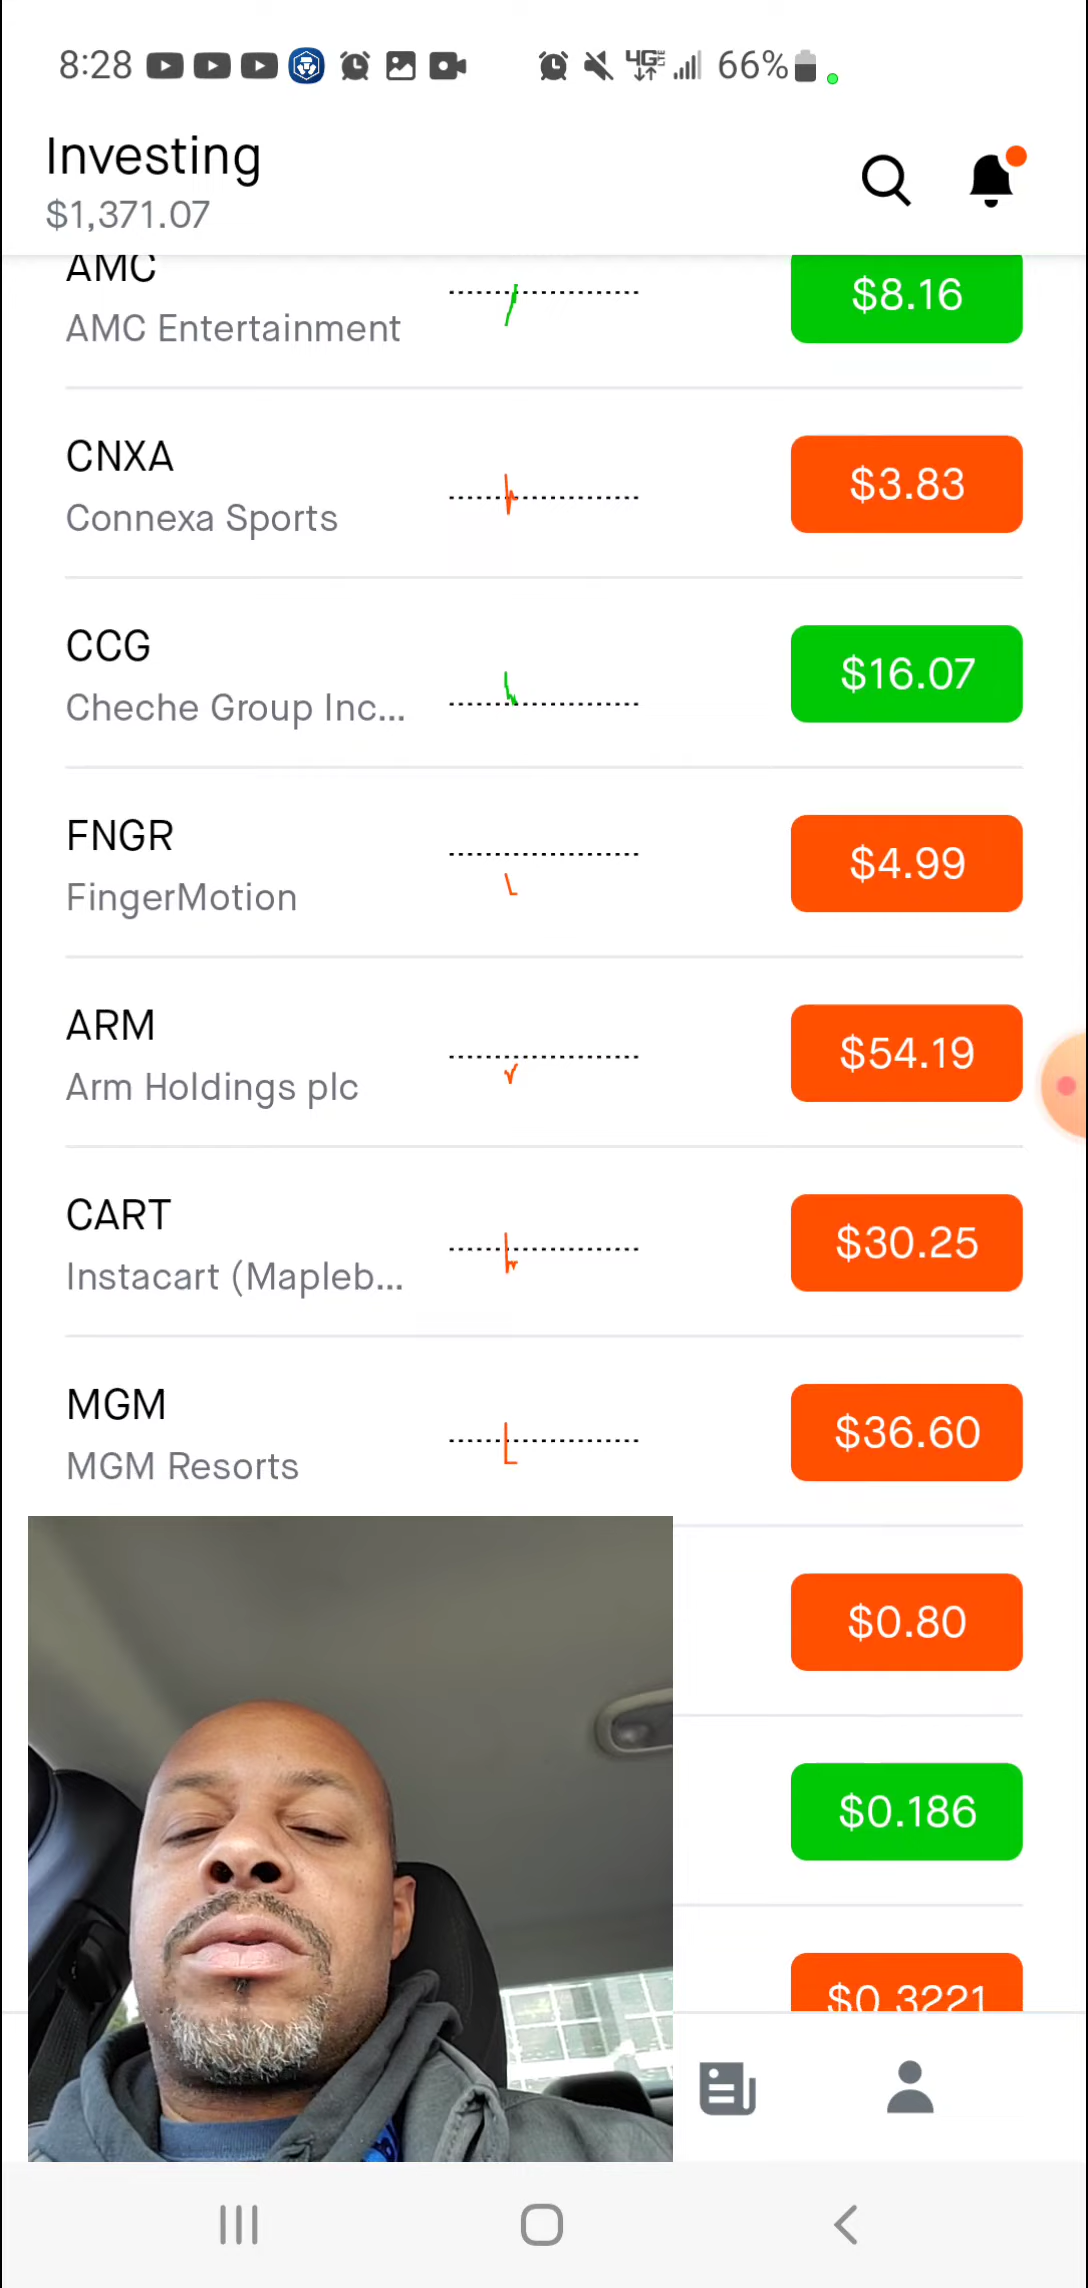 8:28
4G
66%
Investing
$1,371.07
AMC
AMC Entertainment
$8.16
CNXA
Connexa Sports
$3.83
CCG
Cheche Group Inc...
$16.07
FNGR
FingerMotion
$4.99
ARM
Arm Holdings plc
$54.19
CART
Instacart (Mapleb...
$30.25
MGM
MGM Resorts
$36.60
$0.80
$0.186
$0.3221